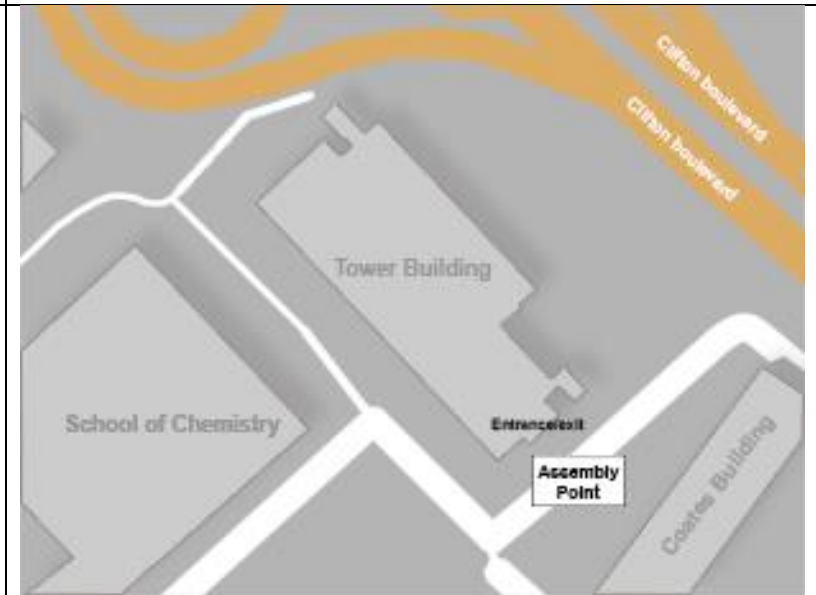 Clifton boulevard
Clifton boulevard
Tower Building
School of Chemistry
Entrance/exit
Assembly
Point
Coates Building